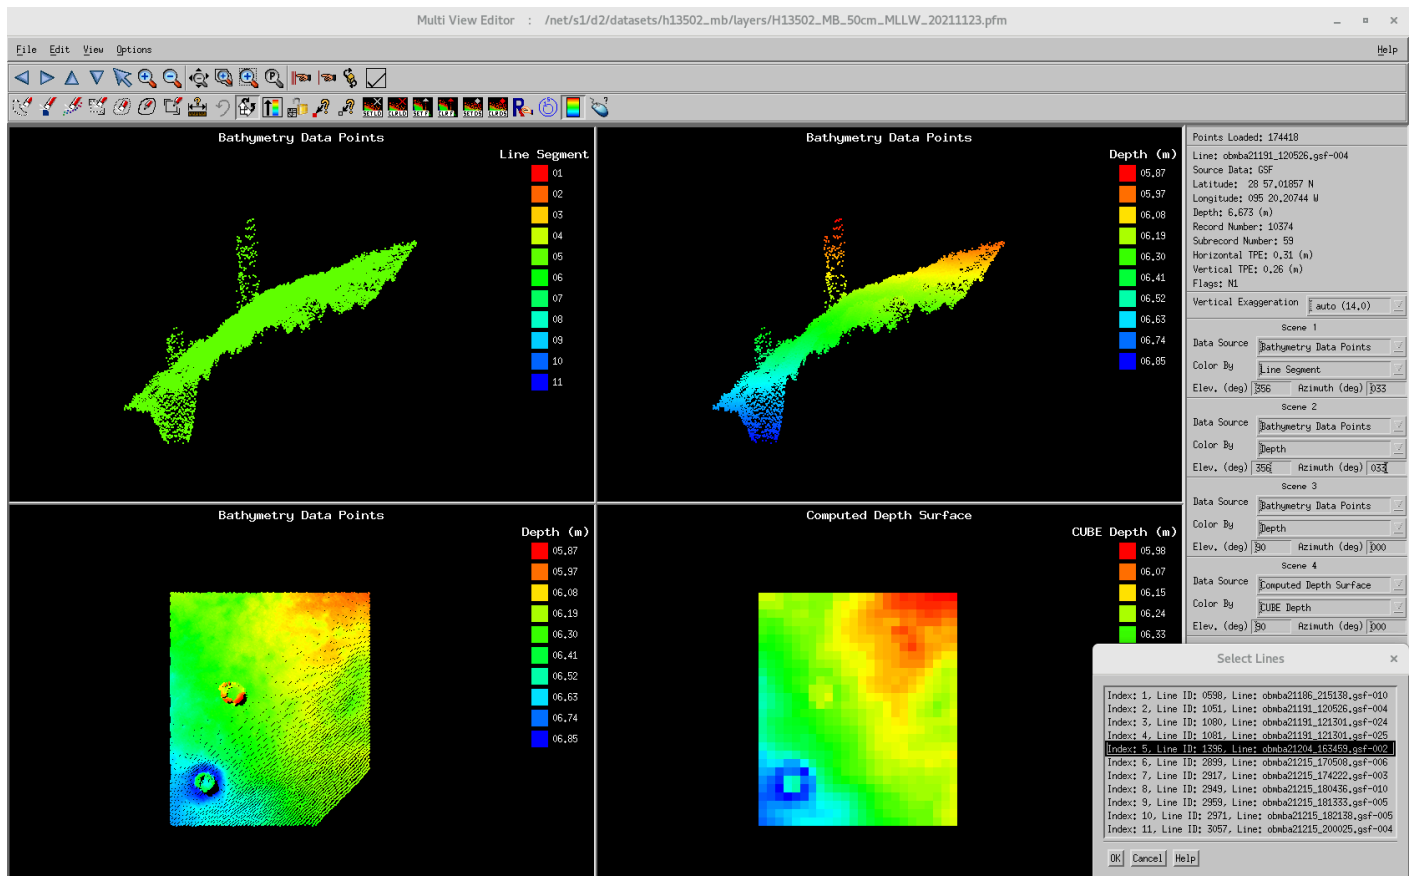 Multi View Editor : /net/s1/d2/datasets/h13502_mb/layers/H13502_MB_50cm_MLLW_20211123.pfm
File Edit View Options Help
Bathymetry Data Points
Line Segment
01
02
03
04
05
06
07
08
09
10
11
Bathymetry Data Points
Depth (m)
05.87
05.97
06.08
06.19
06.30
06.41
06.52
06.63
06.74
06.85
Points Loaded: 174418
Line: obmba21191_120526.gsf-004
Source Data: GSF
Latitude: 28 57.01857 N
Longitude: 095 20.20744 W
Depth: 6.673 (m)
Record Number: 10374
Subrecord Number: 59
Horizontal TPE: 0.31 (m)
Vertical TPE: 0.26 (m)
Flags: N1
Vertical Exaggeration auto (14.0)
Scene 1
Data Source Bathymetry Data Points
Color By Line Segment
Elev. (deg) 356 Azimuth (deg) 033
Scene 2
Data Source Bathymetry Data Points
Color By Depth
Elev. (deg) 356 Azimuth (deg) 033
Scene 3
Data Source Bathymetry Data Points
Color By Depth
Elev. (deg) 90 Azimuth (deg) 000
Scene 4
Data Source Computed Depth Surface
Color By CUBE Depth
Elev. (deg) 90 Azimuth (deg) 000
Bathymetry Data Points
Depth (m)
05.87
05.97
06.08
06.19
06.30
06.41
06.52
06.63
06.74
06.85
Computed Depth Surface
CUBE Depth (m)
05.98
06.07
06.15
06.24
06.33
Select Lines
Index: 1, Line ID: 0598, Line: obmba21186_215138.gsf-010
Index: 2, Line ID: 1051, Line: obmba21191_120526.gsf-004
Index: 3, Line ID: 1080, Line: obmba21191_121301.gsf-024
Index: 4, Line ID: 1081, Line: obmba21191_121301.gsf-025
Index: 5, Line ID: 1396, Line: obmba21204_163459.gsf-002
Index: 6, Line ID: 2899, Line: obmba21215_170508.gsf-006
Index: 7, Line ID: 2917, Line: obmba21215_174222.gsf-003
Index: 8, Line ID: 2949, Line: obmba21215_180436.gsf-010
Index: 9, Line ID: 2959, Line: obmba21215_181333.gsf-005
Index: 10, Line ID: 2971, Line: obmba21215_182138.gsf-005
Index: 11, Line ID: 3057, Line: obmba21215_200025.gsf-004
OK Cancel Help